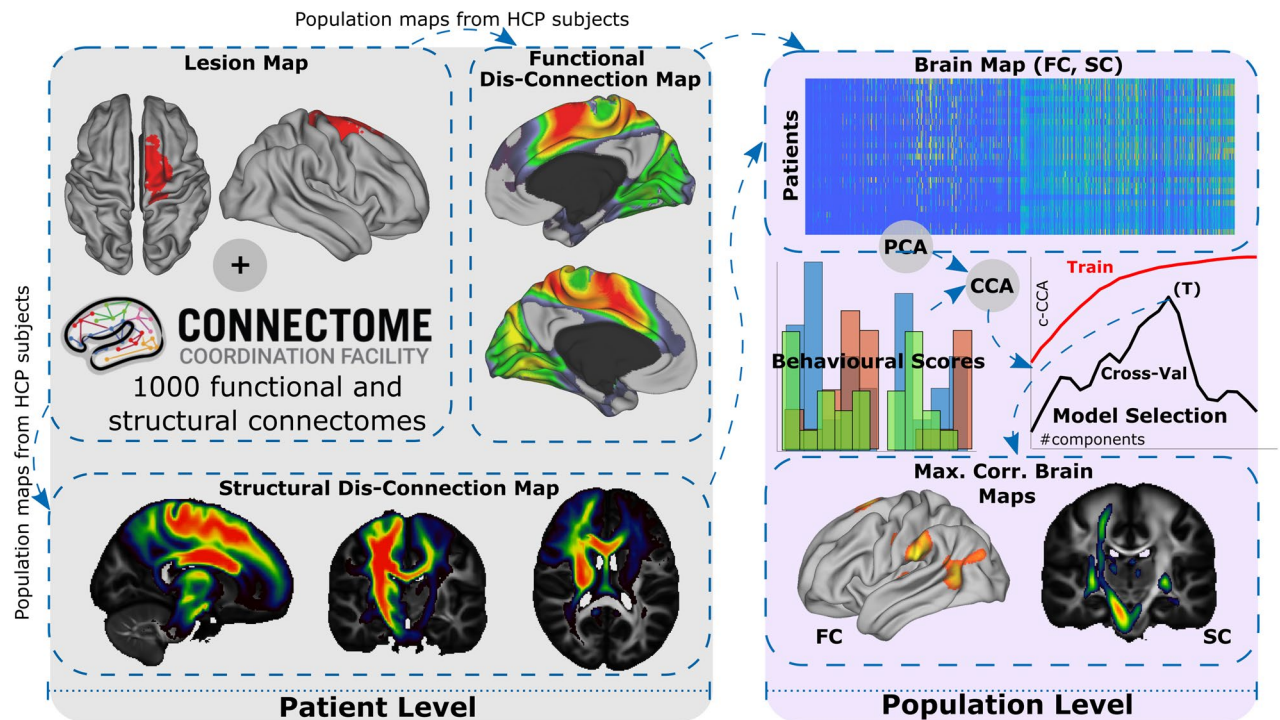 Population maps from HCP subjects
Lesion Map
+
CONNECTOME
COORDINATION FACILITY
1000 functional and
structural connectomes
Functional
Dis-Connection Map
Population maps from HCP subjects
Structural Dis-Connection Map
Patient Level
Brain Map (FC, SC)
Patients
PCA
CCA
Behavioural Scores
Train
(T)
c-CCA
Cross-Val
Model Selection
#components
Max. Corr. Brain
Maps
FC
SC
Population Level